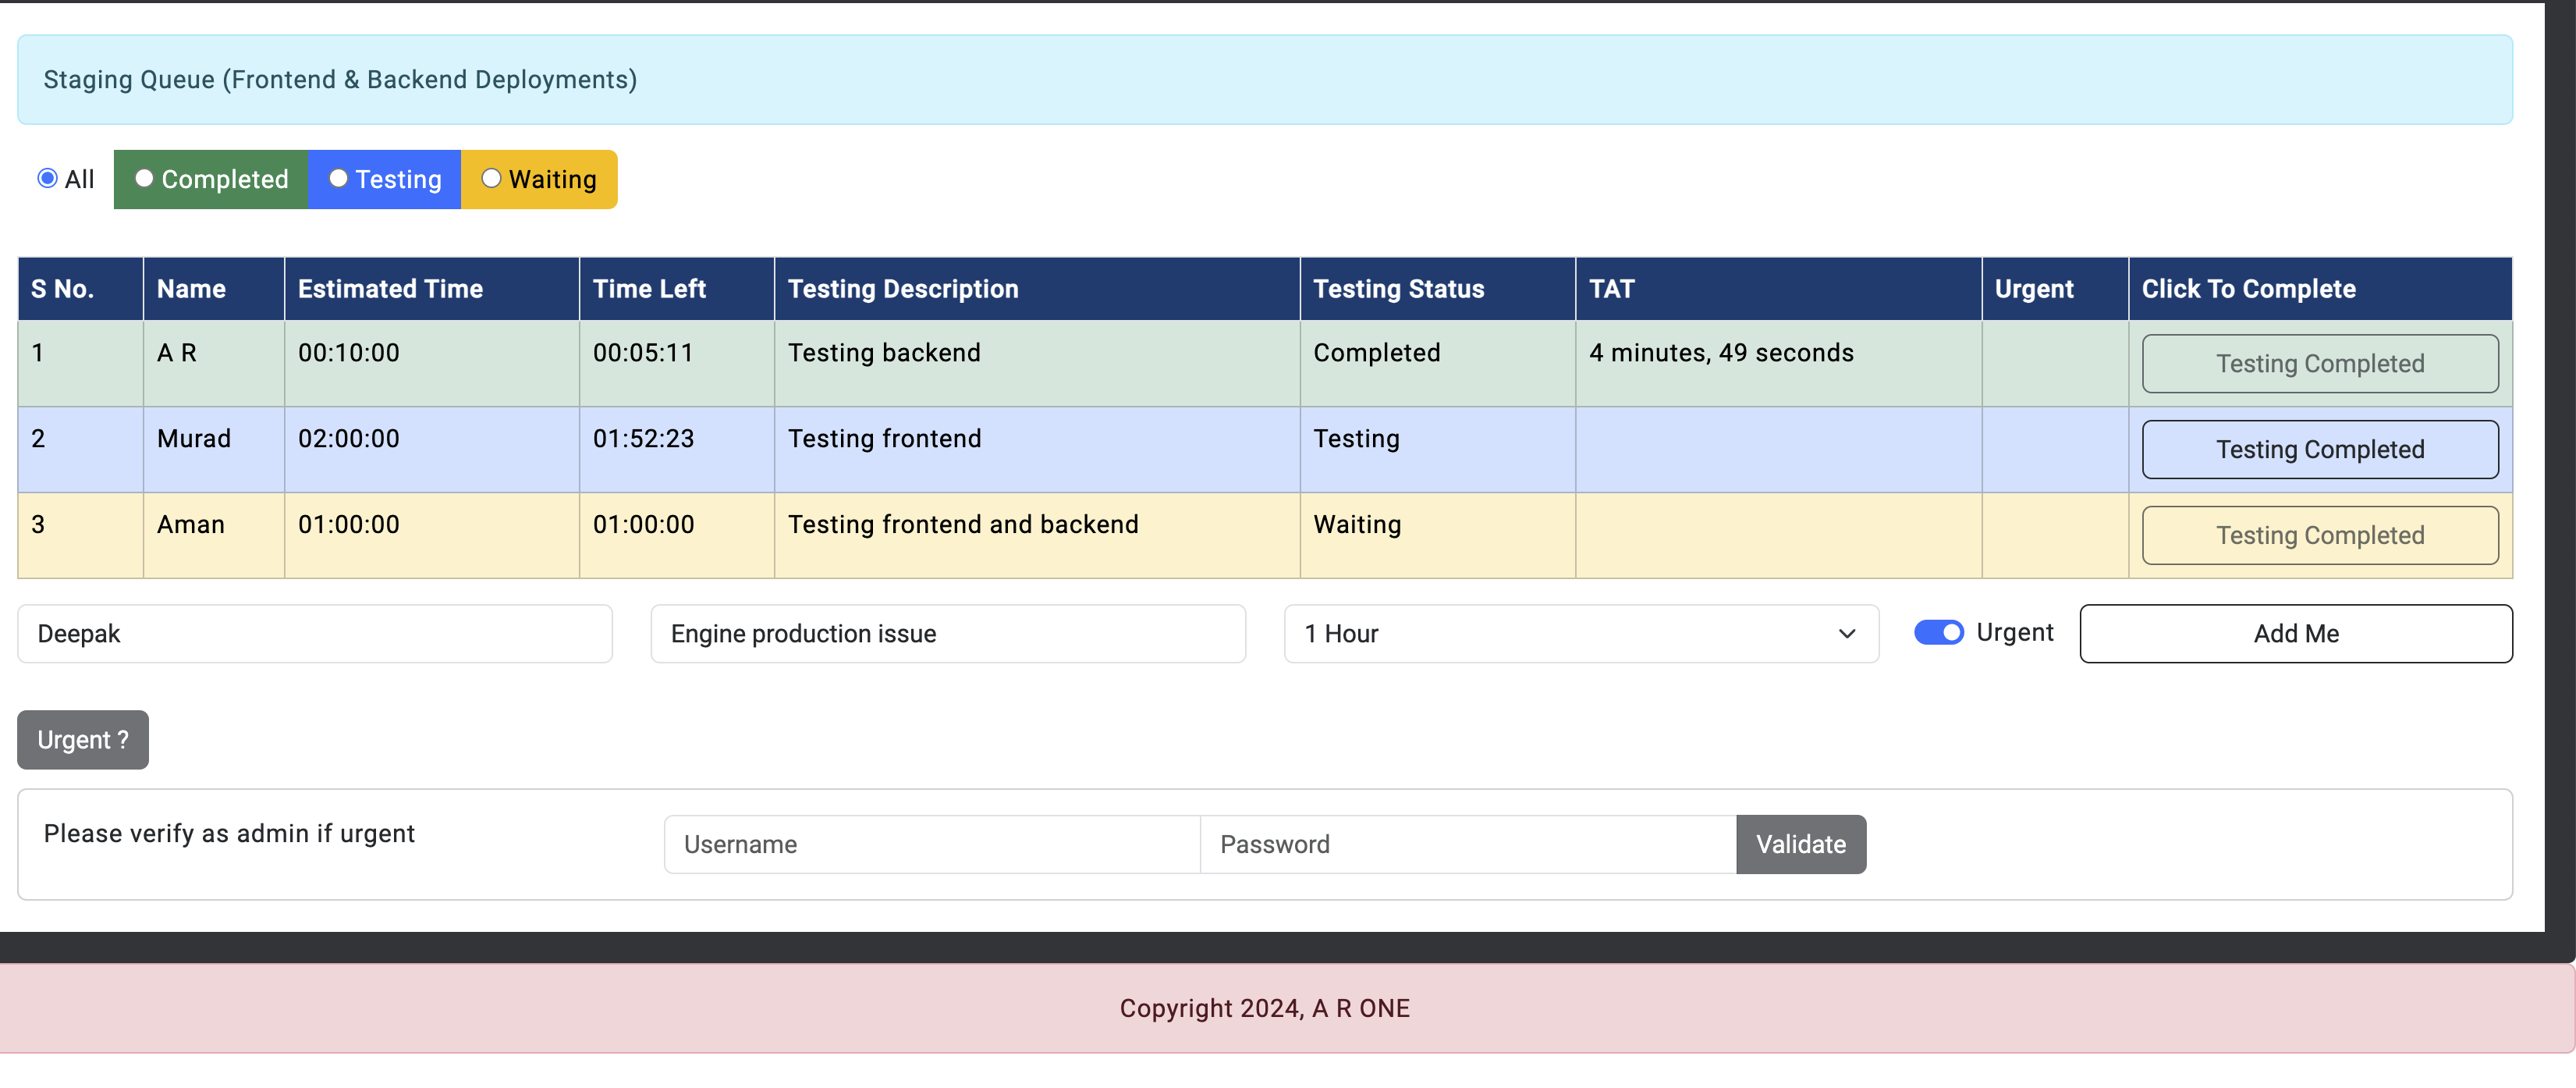 Staging Queue (Frontend & Backend Deployments)
All Completed Testing Waiting
S No. Name Estimated Time Time Left Testing Description Testing Status TAT Urgent Click To Complete
1 A R 00:10:00 00:05:11 Testing backend Completed 4 minutes, 49 seconds Testing Completed
2 Murad 02:00:00 01:52:23 Testing frontend Testing Testing Completed
3 Aman 01:00:00 01:00:00 Testing frontend and backend Waiting Testing Completed
Deepak Engine production issue 1 Hour Urgent Add Me
Urgent ?
Please verify as admin if urgent Username Password Validate
Copyright 2024, A R ONE